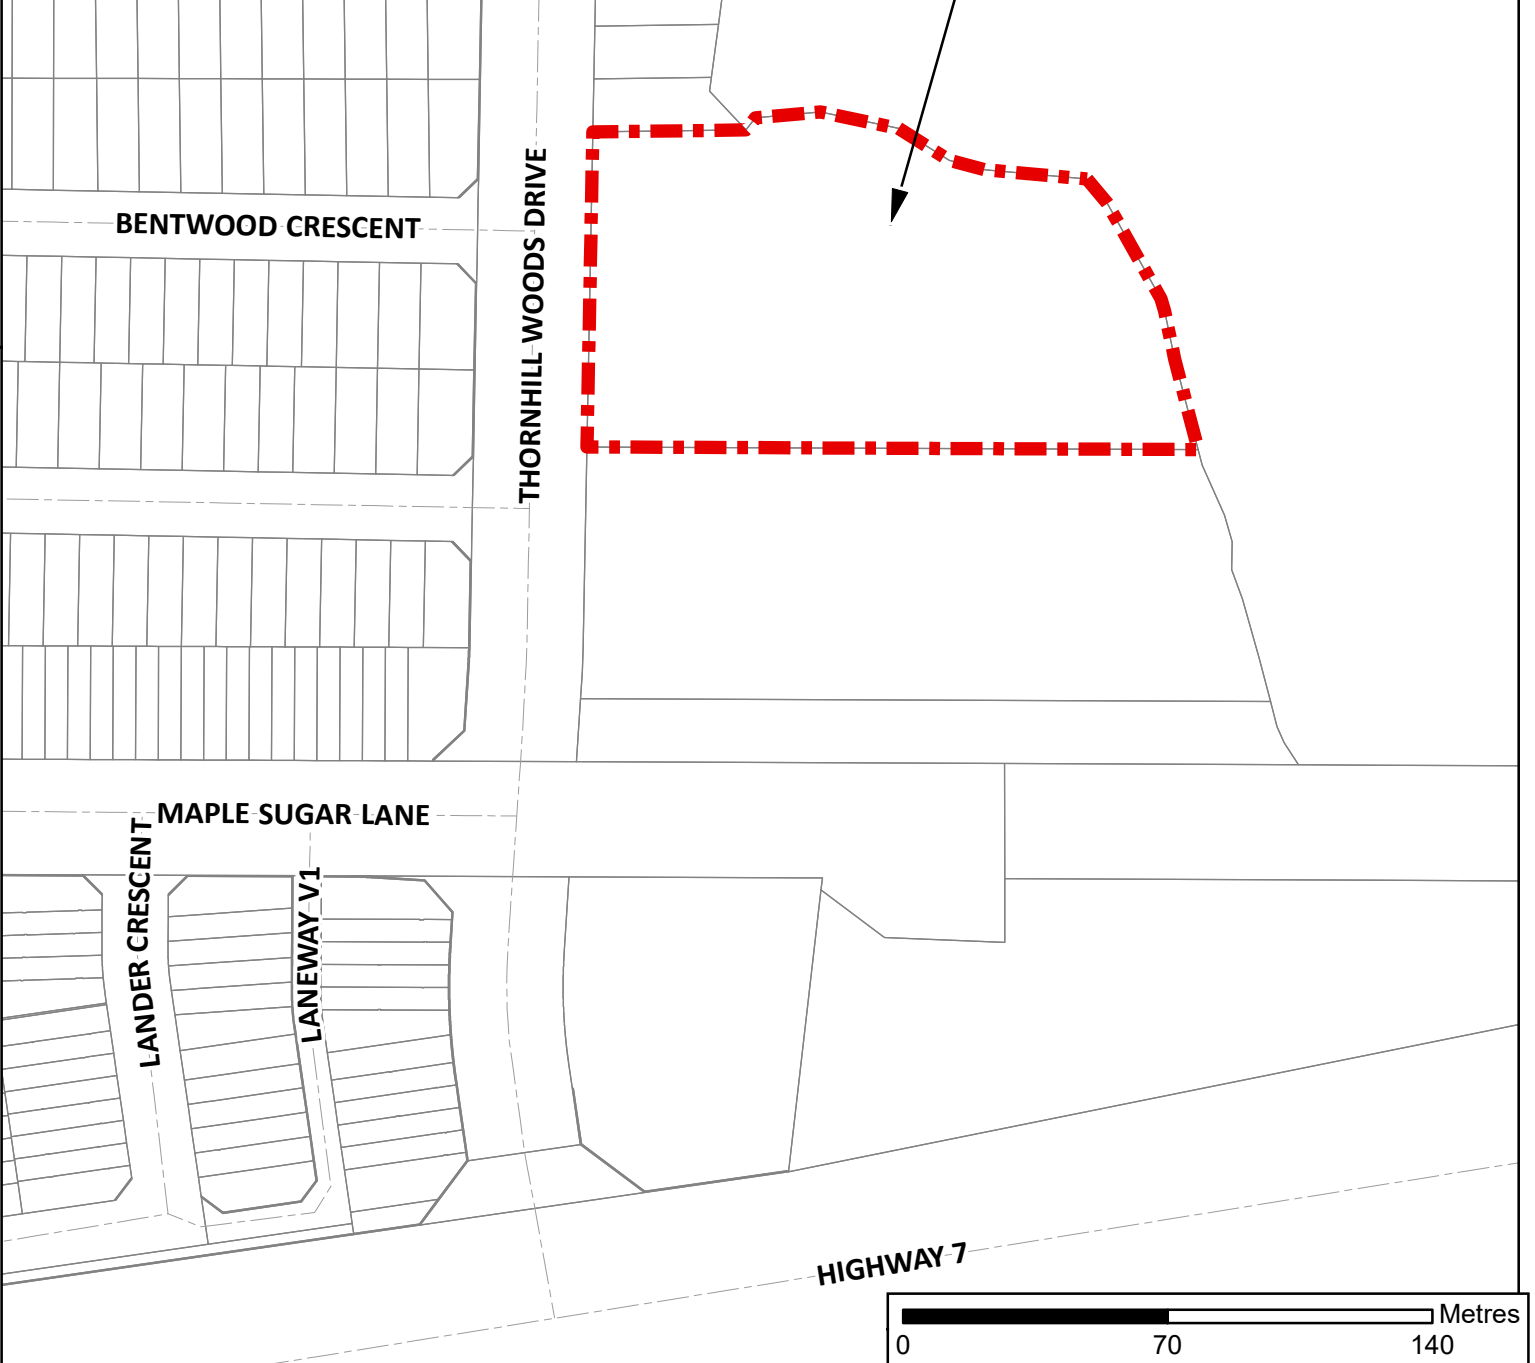 BENTWOOD CRESCENT
THORNHILL WOODS DRIVE
MAPLE SUGAR LANE
LANDER CRESCENT
LANEWAY V1
HIGHWAY 7
Metres
0 70 140